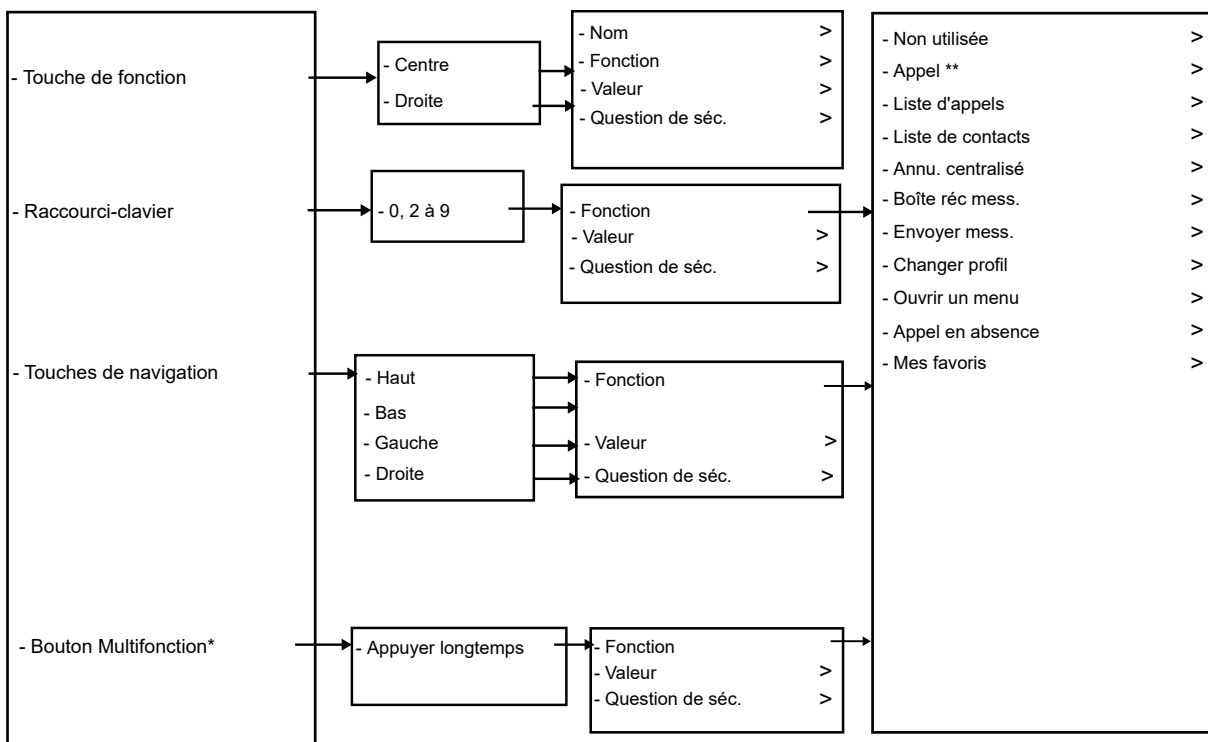 - Touche de fonction
- Raccourci-clavier
- Touches de navigation
- Bouton Multifonction*
- Centre
- Droite
- 0, 2 à 9
- Haut
- Bas
- Gauche
- Droite
- Appuyer longtemps
- Nom >
- Fonction >
- Valeur >
- Question de séc. >
- Fonction
- Valeur >
- Question de séc. >
- Fonction
- Valeur >
- Question de séc. >
- Fonction
- Valeur >
- Question de séc. >
- Non utilisée >
- Appel ** >
- Liste d'appels >
- Liste de contacts >
- Annu. centralisé >
- Boîte réc mess. >
- Envoyer mess. >
- Changer profil >
- Ouvrir un menu >
- Appel en absence >
- Mes favoris >